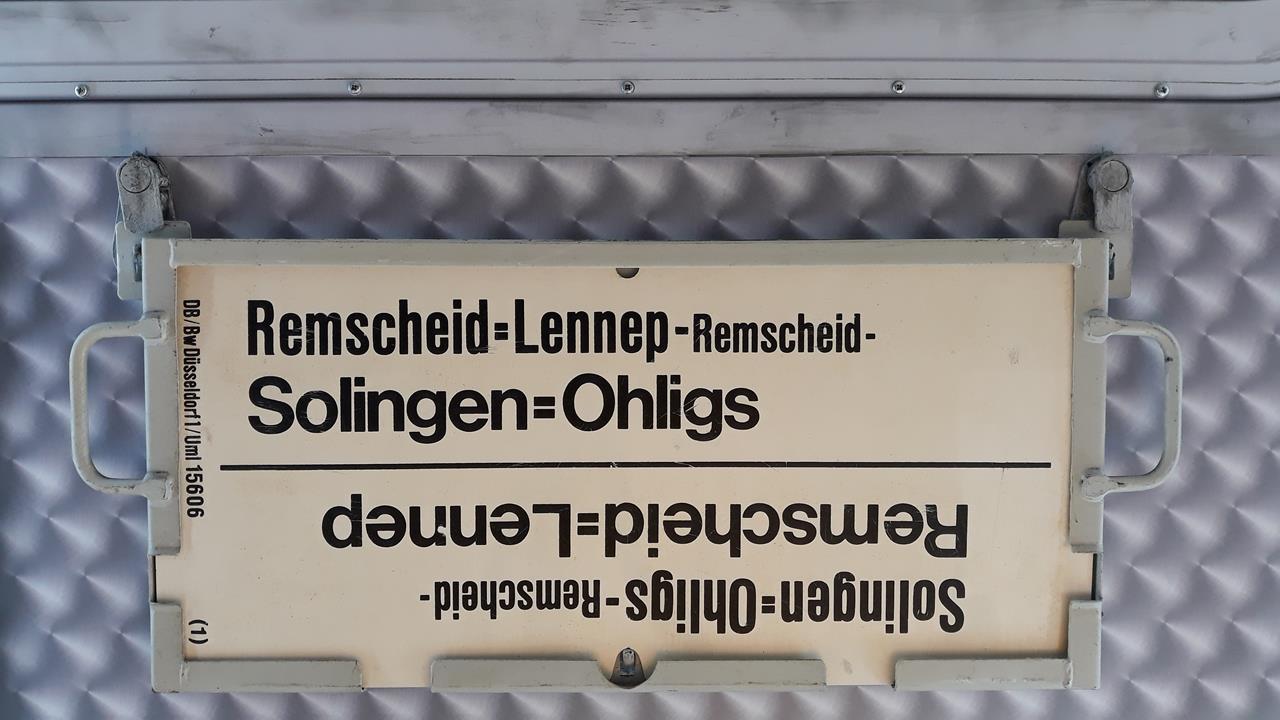 Remscheid=Lennep-Remscheid-
Solingen=Ohligs
Solingen=Ohligs-Remscheid-
Remscheid=Lennep
DB/Bw Düsseldorf 1/Uml 15606
(1)